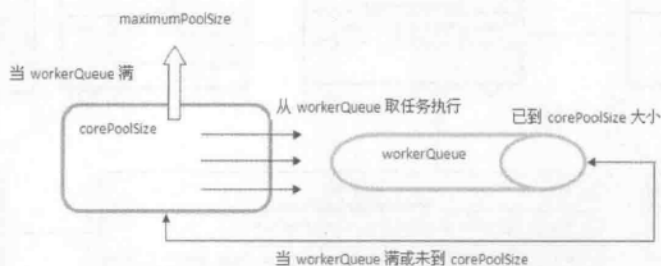 maximumPoolSize
当 workerQueue 满
从 workerQueue 取任务执行
已到 corePoolSize 大小
corePoolSize
workerQueue
当 workerQueue 满或未到 corePoolSize